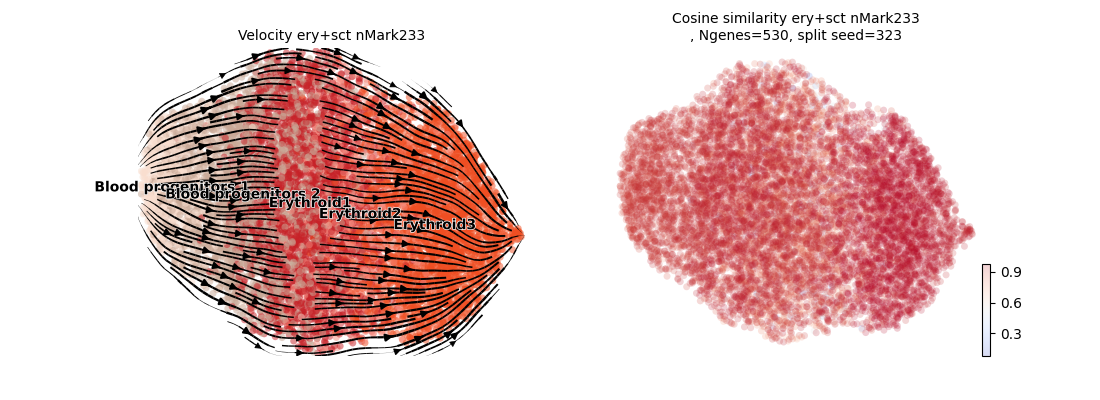 Velocity ery+sct nMark233
Blood progenitors 1
Blood progenitors 2
Erythroid1
Erythroid2
Erythroid3
Cosine similarity ery+sct nMark233
, Ngenes=530, split seed=323
0.9
0.6
0.3